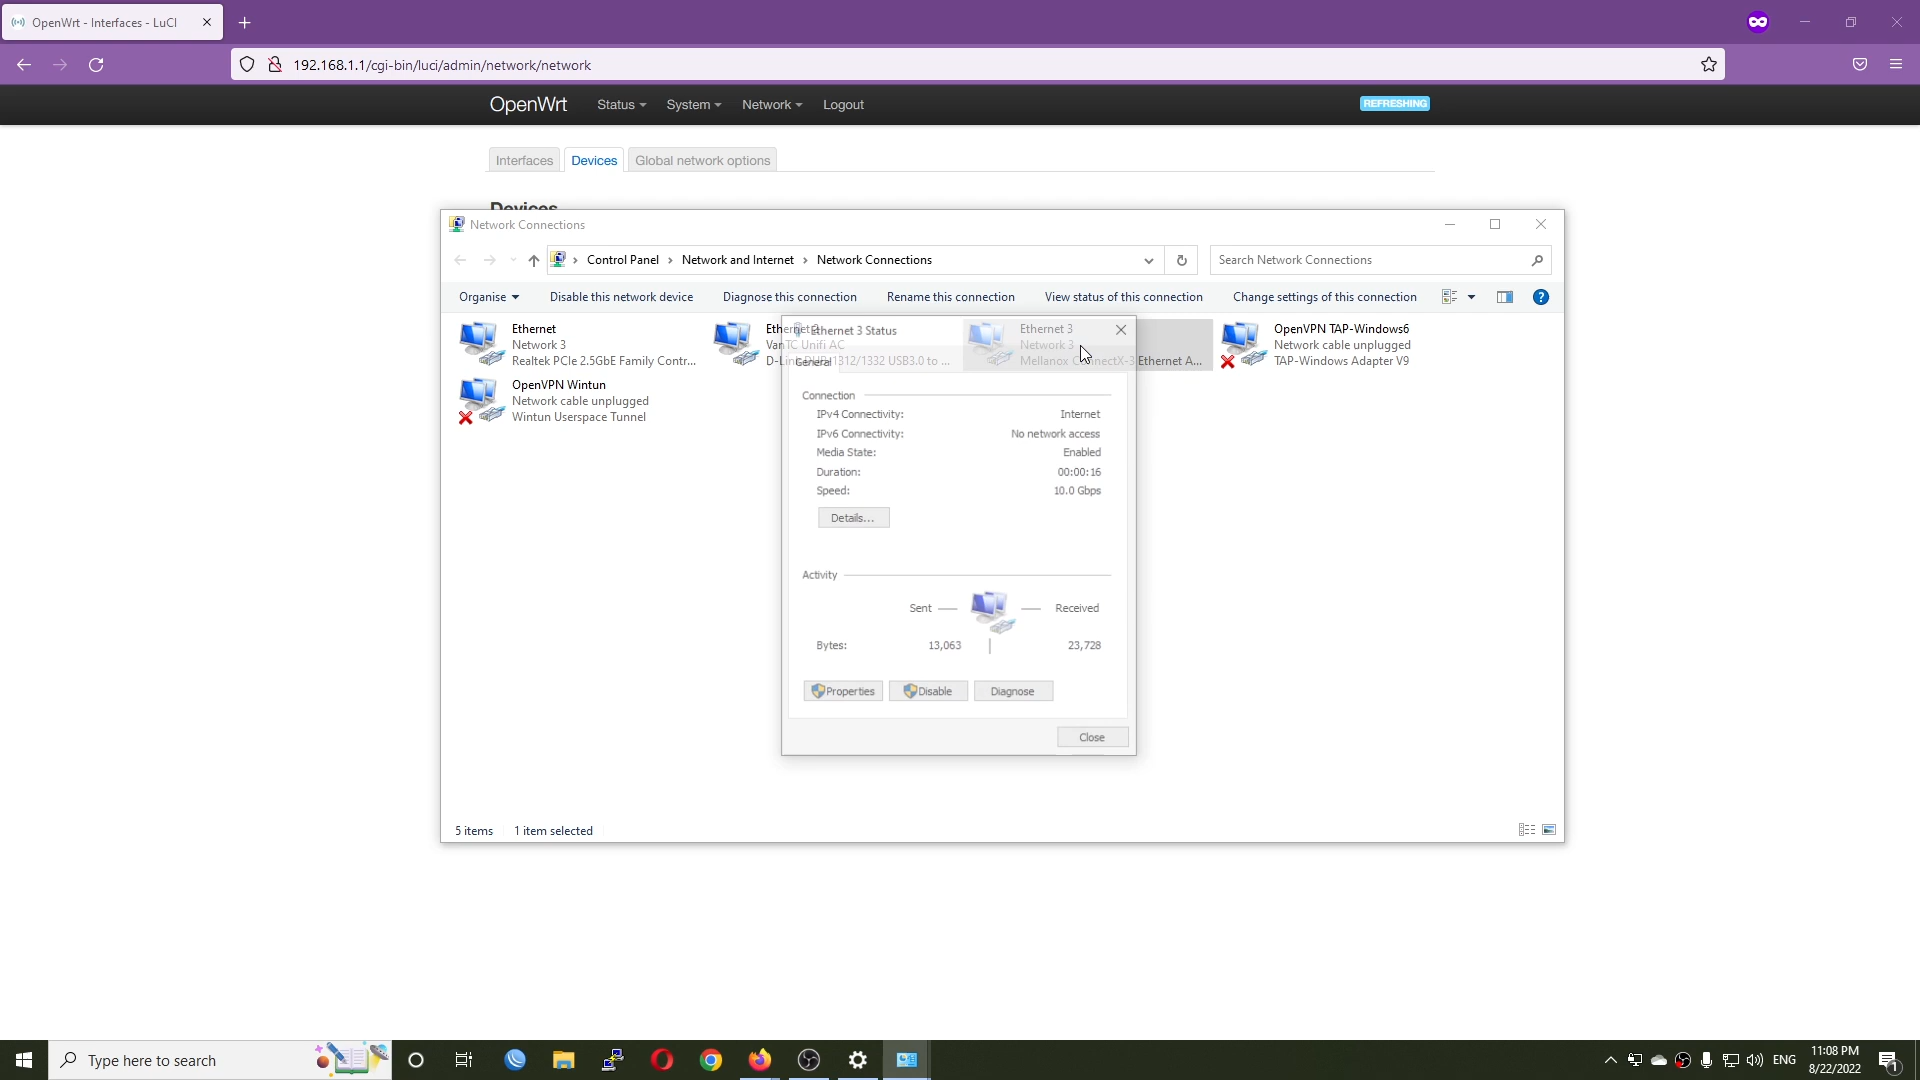 OpenWrt - Interfaces - LuCI
192.168.1.1/cgi-bin/luci/admin/network/network
OpenWrt Status System Network Logout REFRESHING
Interfaces Devices Global network options
Devices
Network Connections
Control Panel > Network and Internet > Network Connections
Search Network Connections
Organise Disable this network device Diagnose this connection Rename this connection View status of this connection Change settings of this connection
Ethernet
Network 3
Realtek PCIe 2.5GbE Family Contr...
VanTC Unifi AC
Ethernet 3
Network 3
Ethernet A...
OpenVPN TAP-Windows6
Network cable unplugged
TAP-Windows Adapter V9
OpenVPN Wintun
Network cable unplugged
Wintun Userspace Tunnel
Ethernet 3 Status
General
Connection
IPv4 Connectivity: Internet
IPv6 Connectivity: No network access
Media State: Enabled
Duration: 00:00:16
Speed: 10.0 Gbps
Details...
Activity
Sent Received
Bytes: 13,063 23,728
Properties Disable Diagnose
Close
5 items 1 item selected
Type here to search
ENG
11:08 PM
8/22/2022
1